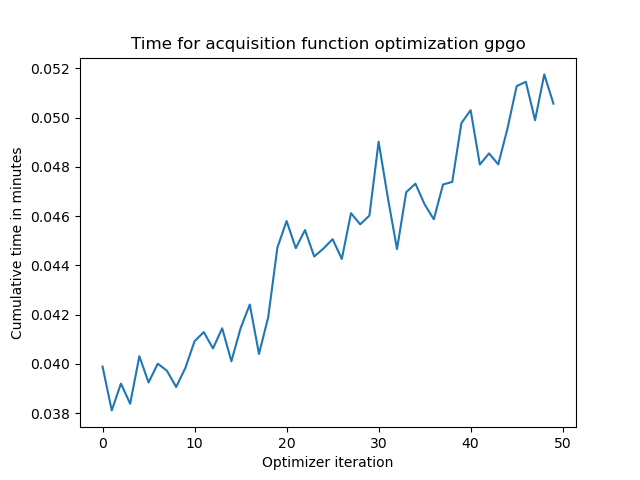 Time for acquisition function optimization gpgo
0.052
0.050
0.048
0.046
0.044
0.042
0.040
0.038
Cumulative time in minutes
0 10 20 30 40 50
Optimizer iteration